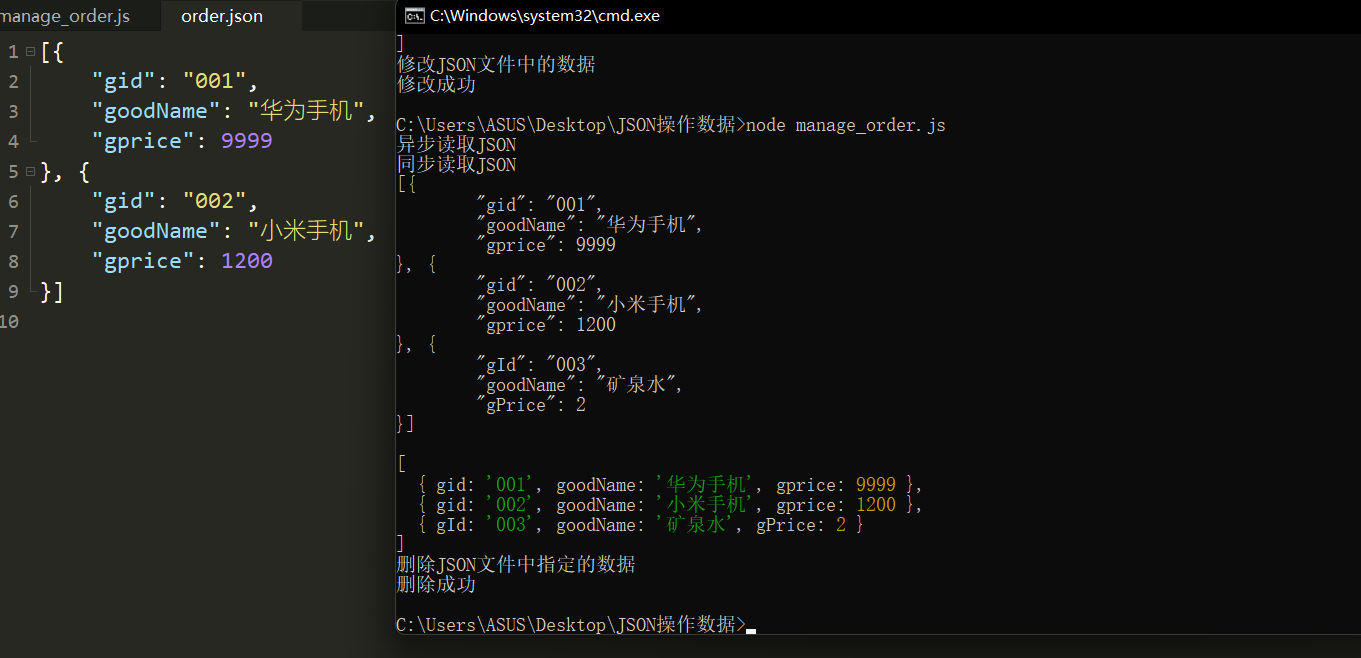 manage_order.js
order.json
1 [{
2 "gid": "001",
3 "goodName": "华为手机",
4 "gprice": 9999
5 }, {
6 "gid": "002",
7 "goodName": "小米手机",
8 "gprice": 1200
9 }]
10
C:\Windows\system32\cmd.exe
]
修改JSON文件中的数据
修改成功
C:\Users\ASUS\Desktop\JSON操作数据>node manage_order.js
异步读取JSON
同步读取JSON
[{
"gid": "001",
"goodName": "华为手机",
"gprice": 9999
}, {
"gid": "002",
"goodName": "小米手机",
"gprice": 1200
}, {
"gId": "003",
"goodName": "矿泉水",
"gPrice": 2
}]
[
{ gid: '001', goodName: '华为手机', gprice: 9999 },
{ gid: '002', goodName: '小米手机', gprice: 1200 },
{ gId: '003', goodName: '矿泉水', gPrice: 2 }
]
删除JSON文件中指定的数据
删除成功
C:\Users\ASUS\Desktop\JSON操作数据>